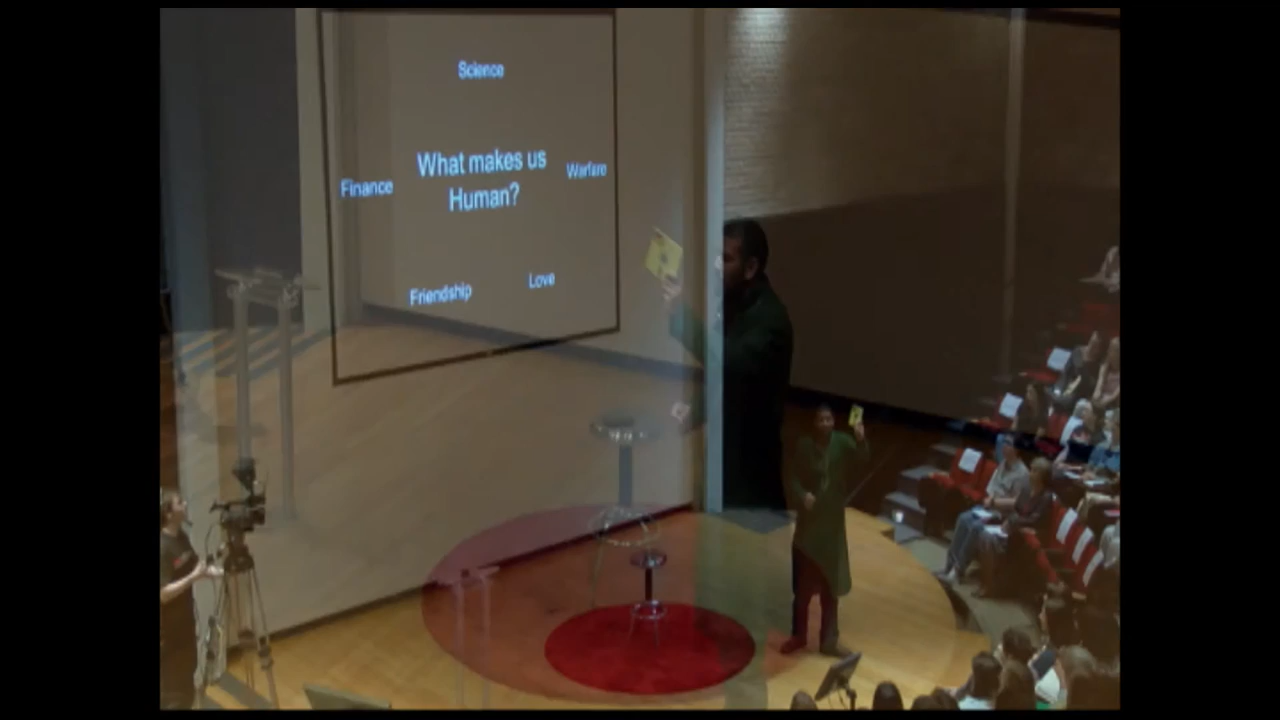 Science
What makes us
Human?
Finance
Warfare
Friendship
Love